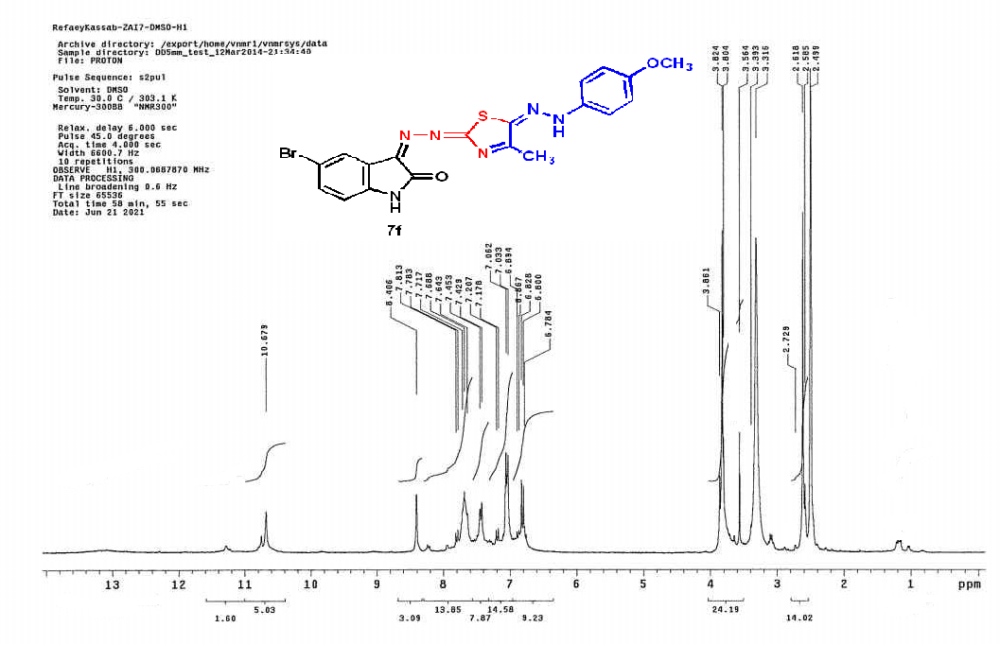 RefaeyKassab-ZAI7-DMSO-H1
Archive directory: /export/home/vnmr1/vnmrsys/data
Sample directory: DD5mm_test_12Mar2014-21:34:40
File: PROTON
Pulse Sequence: s2pul
Solvent: DMSO
Temp. 30.0 C / 303.1 K
Mercury-300BB "NMR300"
Relax. delay 6.000 sec
Pulse 45.0 degrees
Acq. time 4.000 sec
Width 6600.7 Hz
10 repetitions
OBSERVE H1, 300.0687870 MHz
DATA PROCESSING
Line broadening 0.6 Hz
FT size 65536
Total time 58 min, 55 sec
Date: Jun 21 2021
OCH3
S
N
N
H
N
N
N
CH3
Br
O
N
H
7f
10.679
8.406
7.813
7.783
7.717
7.688
7.643
7.453
7.429
7.207
7.178
7.062
7.033
6.894
6.867
6.828
6.800
6.784
3.861
3.824
3.804
3.564
3.393
3.316
2.729
2.618
2.585
2.499
13 12 11 10 9 8 7 6 5 4 3 2 1 ppm
1.60
5.03
3.09
13.85
7.87
14.58
9.23
24.19
14.02